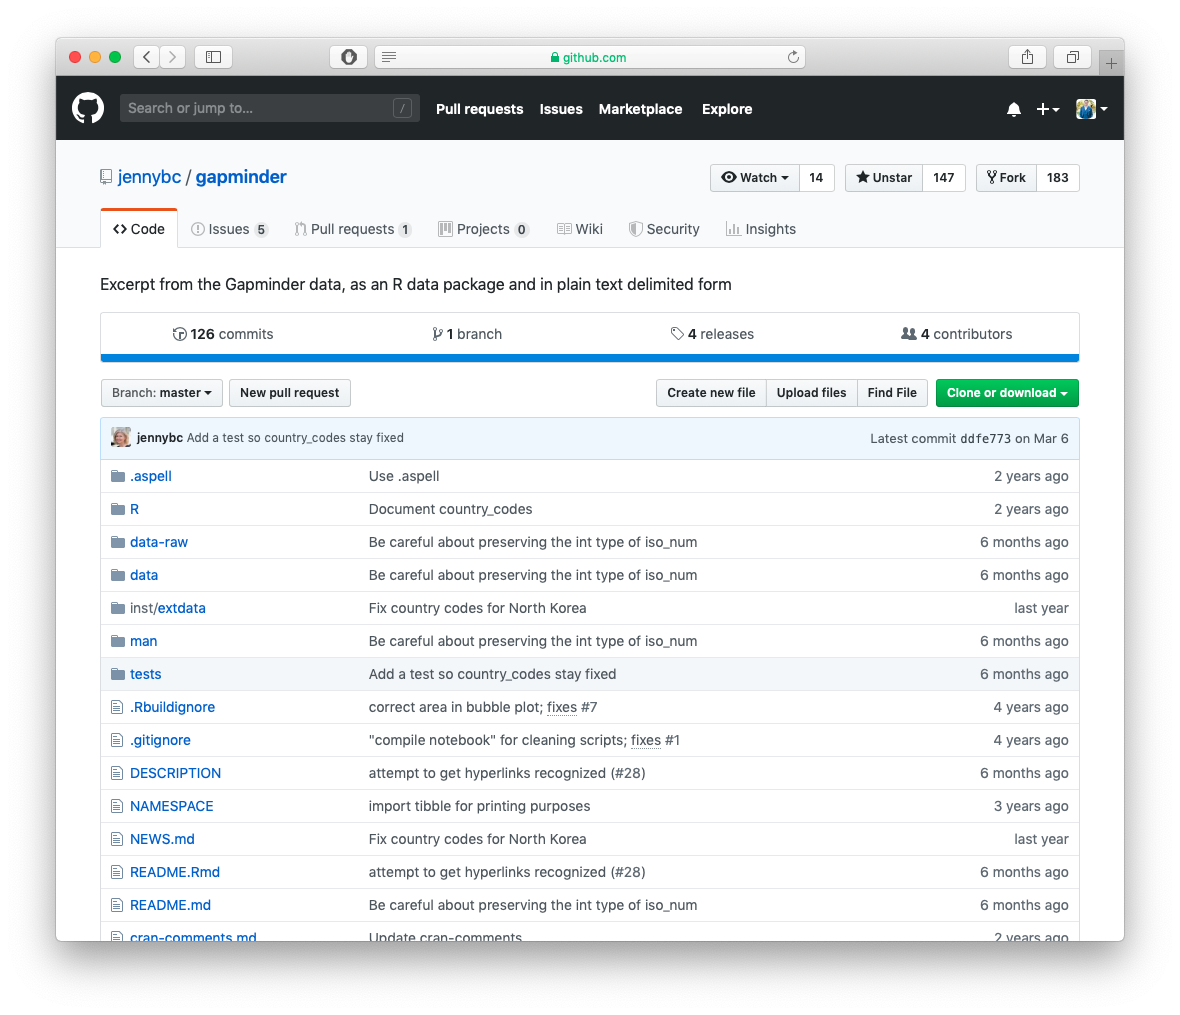 github.com
Search or jump to... /
Pull requests Issues Marketplace Explore
jennybc / gapminder
Watch 14 Unstar 147 Fork 183
Code Issues 5 Pull requests 1 Projects 0 Wiki Security Insights
Excerpt from the Gapminder data, as an R data package and in plain text delimited form
126 commits 1 branch 4 releases 4 contributors
Branch: master New pull request Create new file Upload files Find File Clone or download
jennybc Add a test so country_codes stay fixed Latest commit ddfe773 on Mar 6
.aspell Use .aspell 2 years ago
R Document country_codes 2 years ago
data-raw Be careful about preserving the int type of iso_num 6 months ago
data Be careful about preserving the int type of iso_num 6 months ago
inst/extdata Fix country codes for North Korea last year
man Be careful about preserving the int type of iso_num 6 months ago
tests Add a test so country_codes stay fixed 6 months ago
.Rbuildignore correct area in bubble plot; fixes #7 4 years ago
.gitignore "compile notebook" for cleaning scripts; fixes #1 4 years ago
DESCRIPTION attempt to get hyperlinks recognized (#28) 6 months ago
NAMESPACE import tibble for printing purposes 3 years ago
NEWS.md Fix country codes for North Korea last year
README.Rmd attempt to get hyperlinks recognized (#28) 6 months ago
README.md Be careful about preserving the int type of iso_num 6 months ago
cran-comments.md Update cran-comments 2 years ago